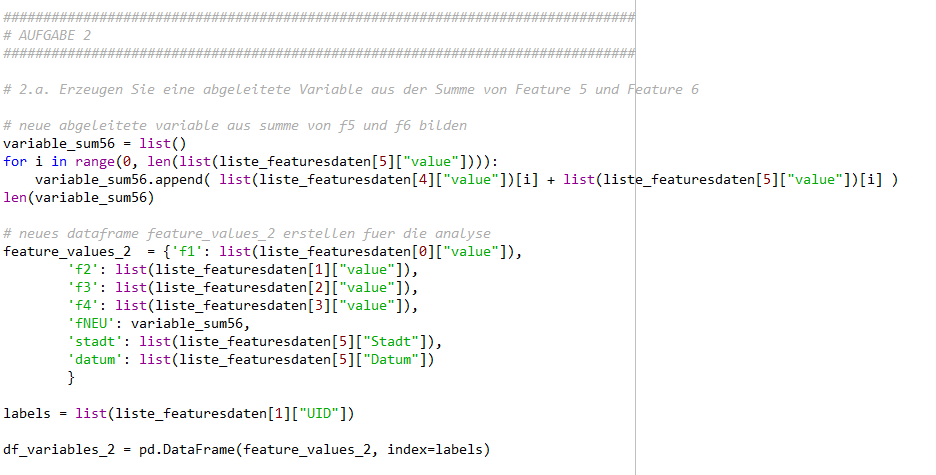 ###############################################################################
# AUFGABE 2
###############################################################################
# 2.a. Erzeugen Sie eine abgeleitete Variable aus der Summe von Feature 5 und Feature 6
# neue abgeleitete variable aus summe von f5 und f6 bilden
variable_sum56 = list()
for i in range(0, len(list(liste_featuresdaten[5]["value"]))):
    variable_sum56.append( list(liste_featuresdaten[4]["value"])[i] + list(liste_featuresdaten[5]["value"])[i] )
len(variable_sum56)
# neues dataframe feature_values_2 erstellen fuer die analyse
feature_values_2  = {'f1': list(liste_featuresdaten[0]["value"]),
        'f2': list(liste_featuresdaten[1]["value"]),
        'f3': list(liste_featuresdaten[2]["value"]),
        'f4': list(liste_featuresdaten[3]["value"]),
        'fNEU': variable_sum56,
        'stadt': list(liste_featuresdaten[5]["Stadt"]),
        'datum': list(liste_featuresdaten[5]["Datum"])
        }
labels = list(liste_featuresdaten[1]["UID"])
df_variables_2 = pd.DataFrame(feature_values_2, index=labels)